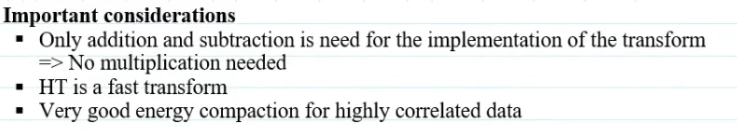 Important considerations
▪ Only addition and subtraction is need for the implementation of the transform
=> No multiplication needed
▪ HT is a fast transform
▪ Very good energy compaction for highly correlated data